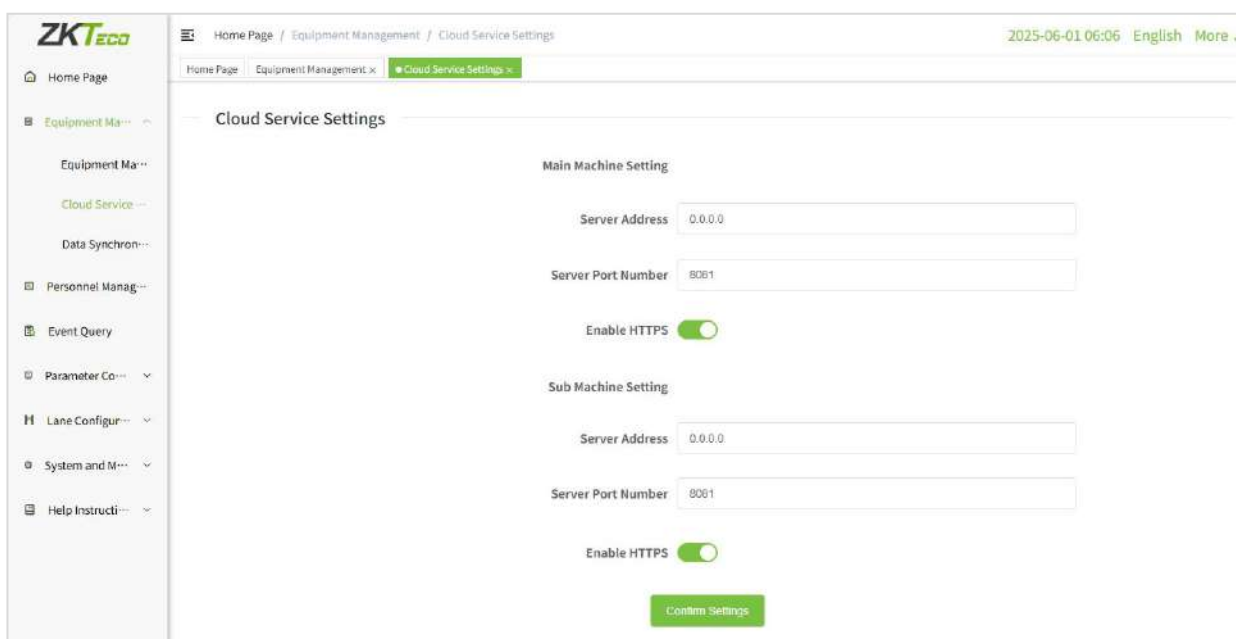 ZKTeco
Home Page / Equipment Management / Cloud Service Settings
2025-06-01 06:06 English More
Home Page Equipment Management × Cloud Service Settings ×
Home Page
Equipment Ma···
Equipment Ma···
Cloud Service ···
Data Synchron···
Personnel Manag···
Event Query
Parameter Co···
Lane Configur···
System and M···
Help Instructi···
Cloud Service Settings
Main Machine Setting
Server Address 0.0.0.0
Server Port Number 8081
Enable HTTPS
Sub Machine Setting
Server Address 0.0.0.0
Server Port Number 8081
Enable HTTPS
Confirm Settings